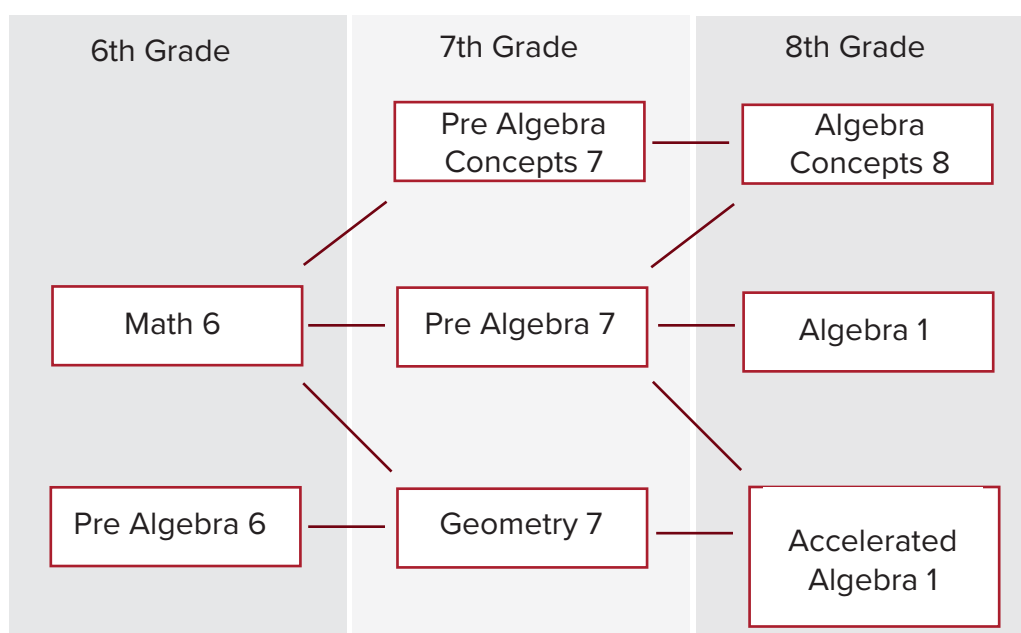 6th Grade
7th Grade
8th Grade
Pre Algebra
Concepts 7
Algebra
Concepts 8
Math 6
Pre Algebra 7
Algebra 1
Pre Algebra 6
Geometry 7
Accelerated
Algebra 1